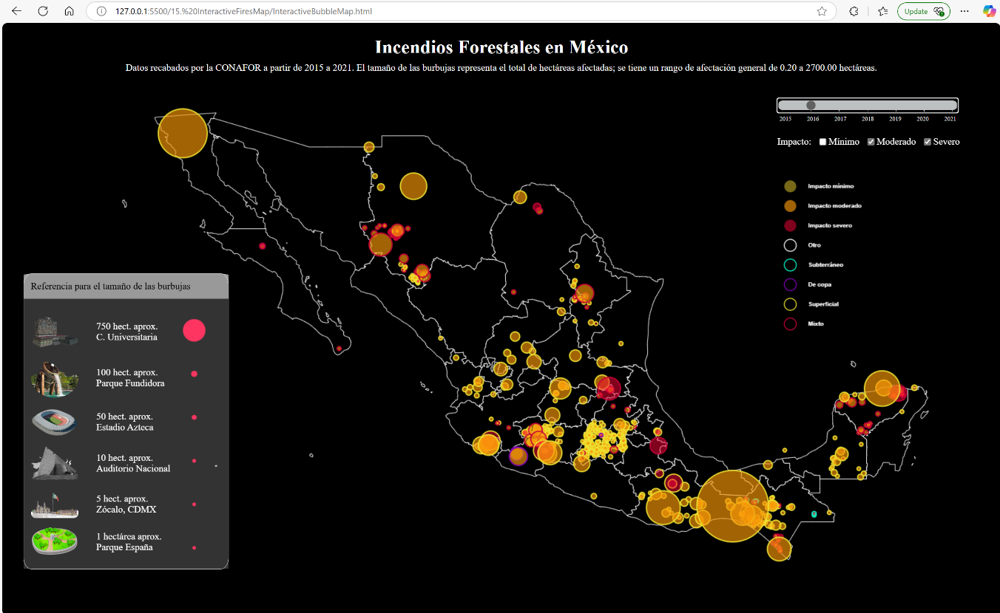 127.0.0.1:5500/15.%20InteractiveFiresMap/InteractiveBubbleMap.html
Update
Incendios Forestales en México
Datos recabados por la CONAFOR a partir de 2015 a 2021. El tamaño de las burbujas representa el total de hectáreas afectadas; se tiene un rango de afectación general de 0.20 a 2700.00 hectáreas.
2015 2016 2017 2018 2019 2020 2021
Impacto: Mínimo Moderado Severo
Impacto mínimo
Impacto moderado
Impacto severo
Otro
Subterráneo
De copa
Superficial
Mixto
Referencia para el tamaño de las burbujas
750 hect. aprox.
C. Universitaria
100 hect. aprox.
Parque Fundidora
50 hect. aprox.
Estadio Azteca
10 hect. aprox.
Auditorio Nacional
5 hect. aprox.
Zócalo, CDMX
1 hectárea aprox.
Parque España